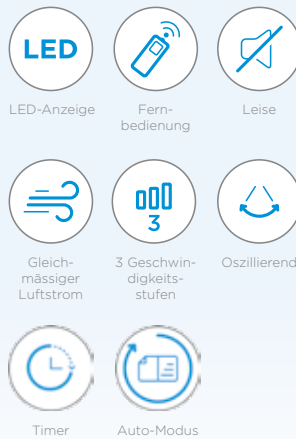 LED
LED-Anzeige
Fern-
bedienung
Leise
3
Gleich-
mässiger
Luftstrom
3 Geschwin-
digkeits-
stufen
Oszillierend
Timer
Auto-Modus